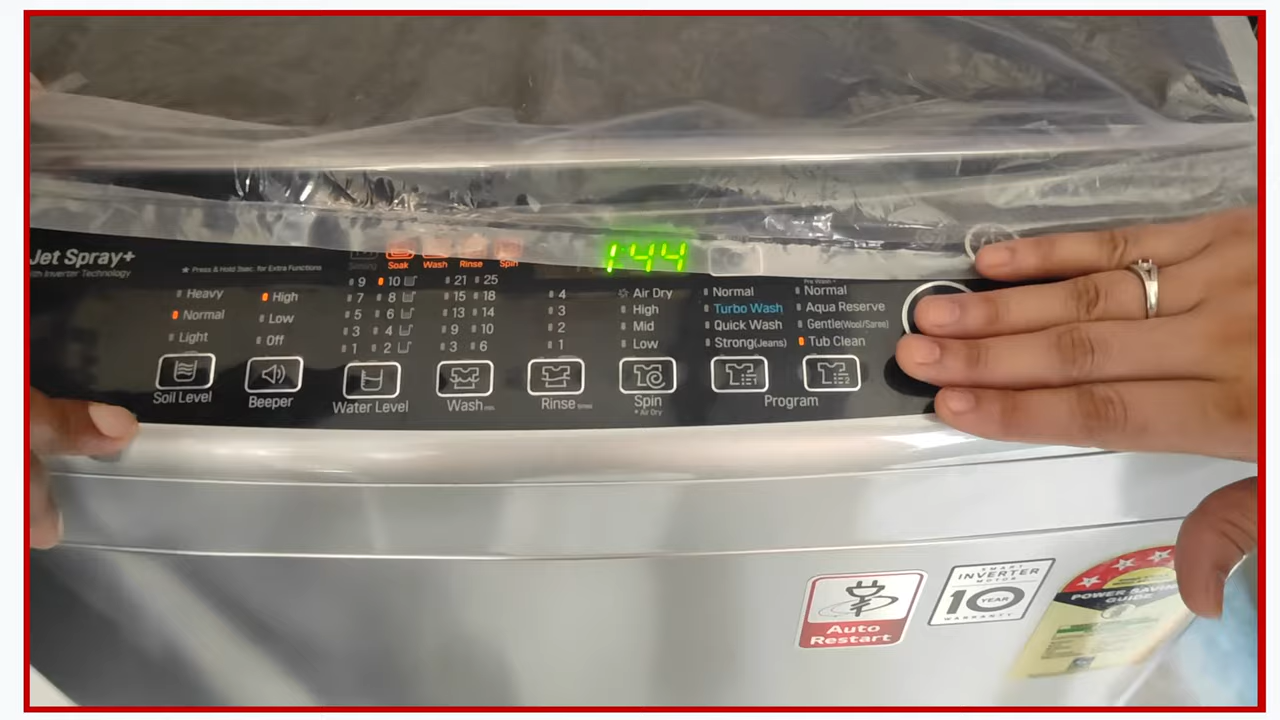 Jet Spray+
with Inverter Technology
★ Press & Hold 3sec. for Extra Functions
Soak Wash Rinse Spin
1:44
Heavy
Normal
Light
Soil Level
High
Low
Off
Beeper
9 10
7 8
5 6
3 4
1 2
Water Level
21 25
15 18
13 14
9 10
3 6
Wash min.
4
3
2
1
Rinse times
Air Dry
High
Mid
Low
Spin
* Air Dry
Normal
Turbo Wash
Quick Wash
Strong(Jeans)
Pre Wash +
Normal
Aqua Reserve
Gentle(Wool/Saree)
Tub Clean
Program
Auto
Restart
SMART
INVERTER
MOTOR
10 YEAR
WARRANTY
POWER SAVING
GUIDE